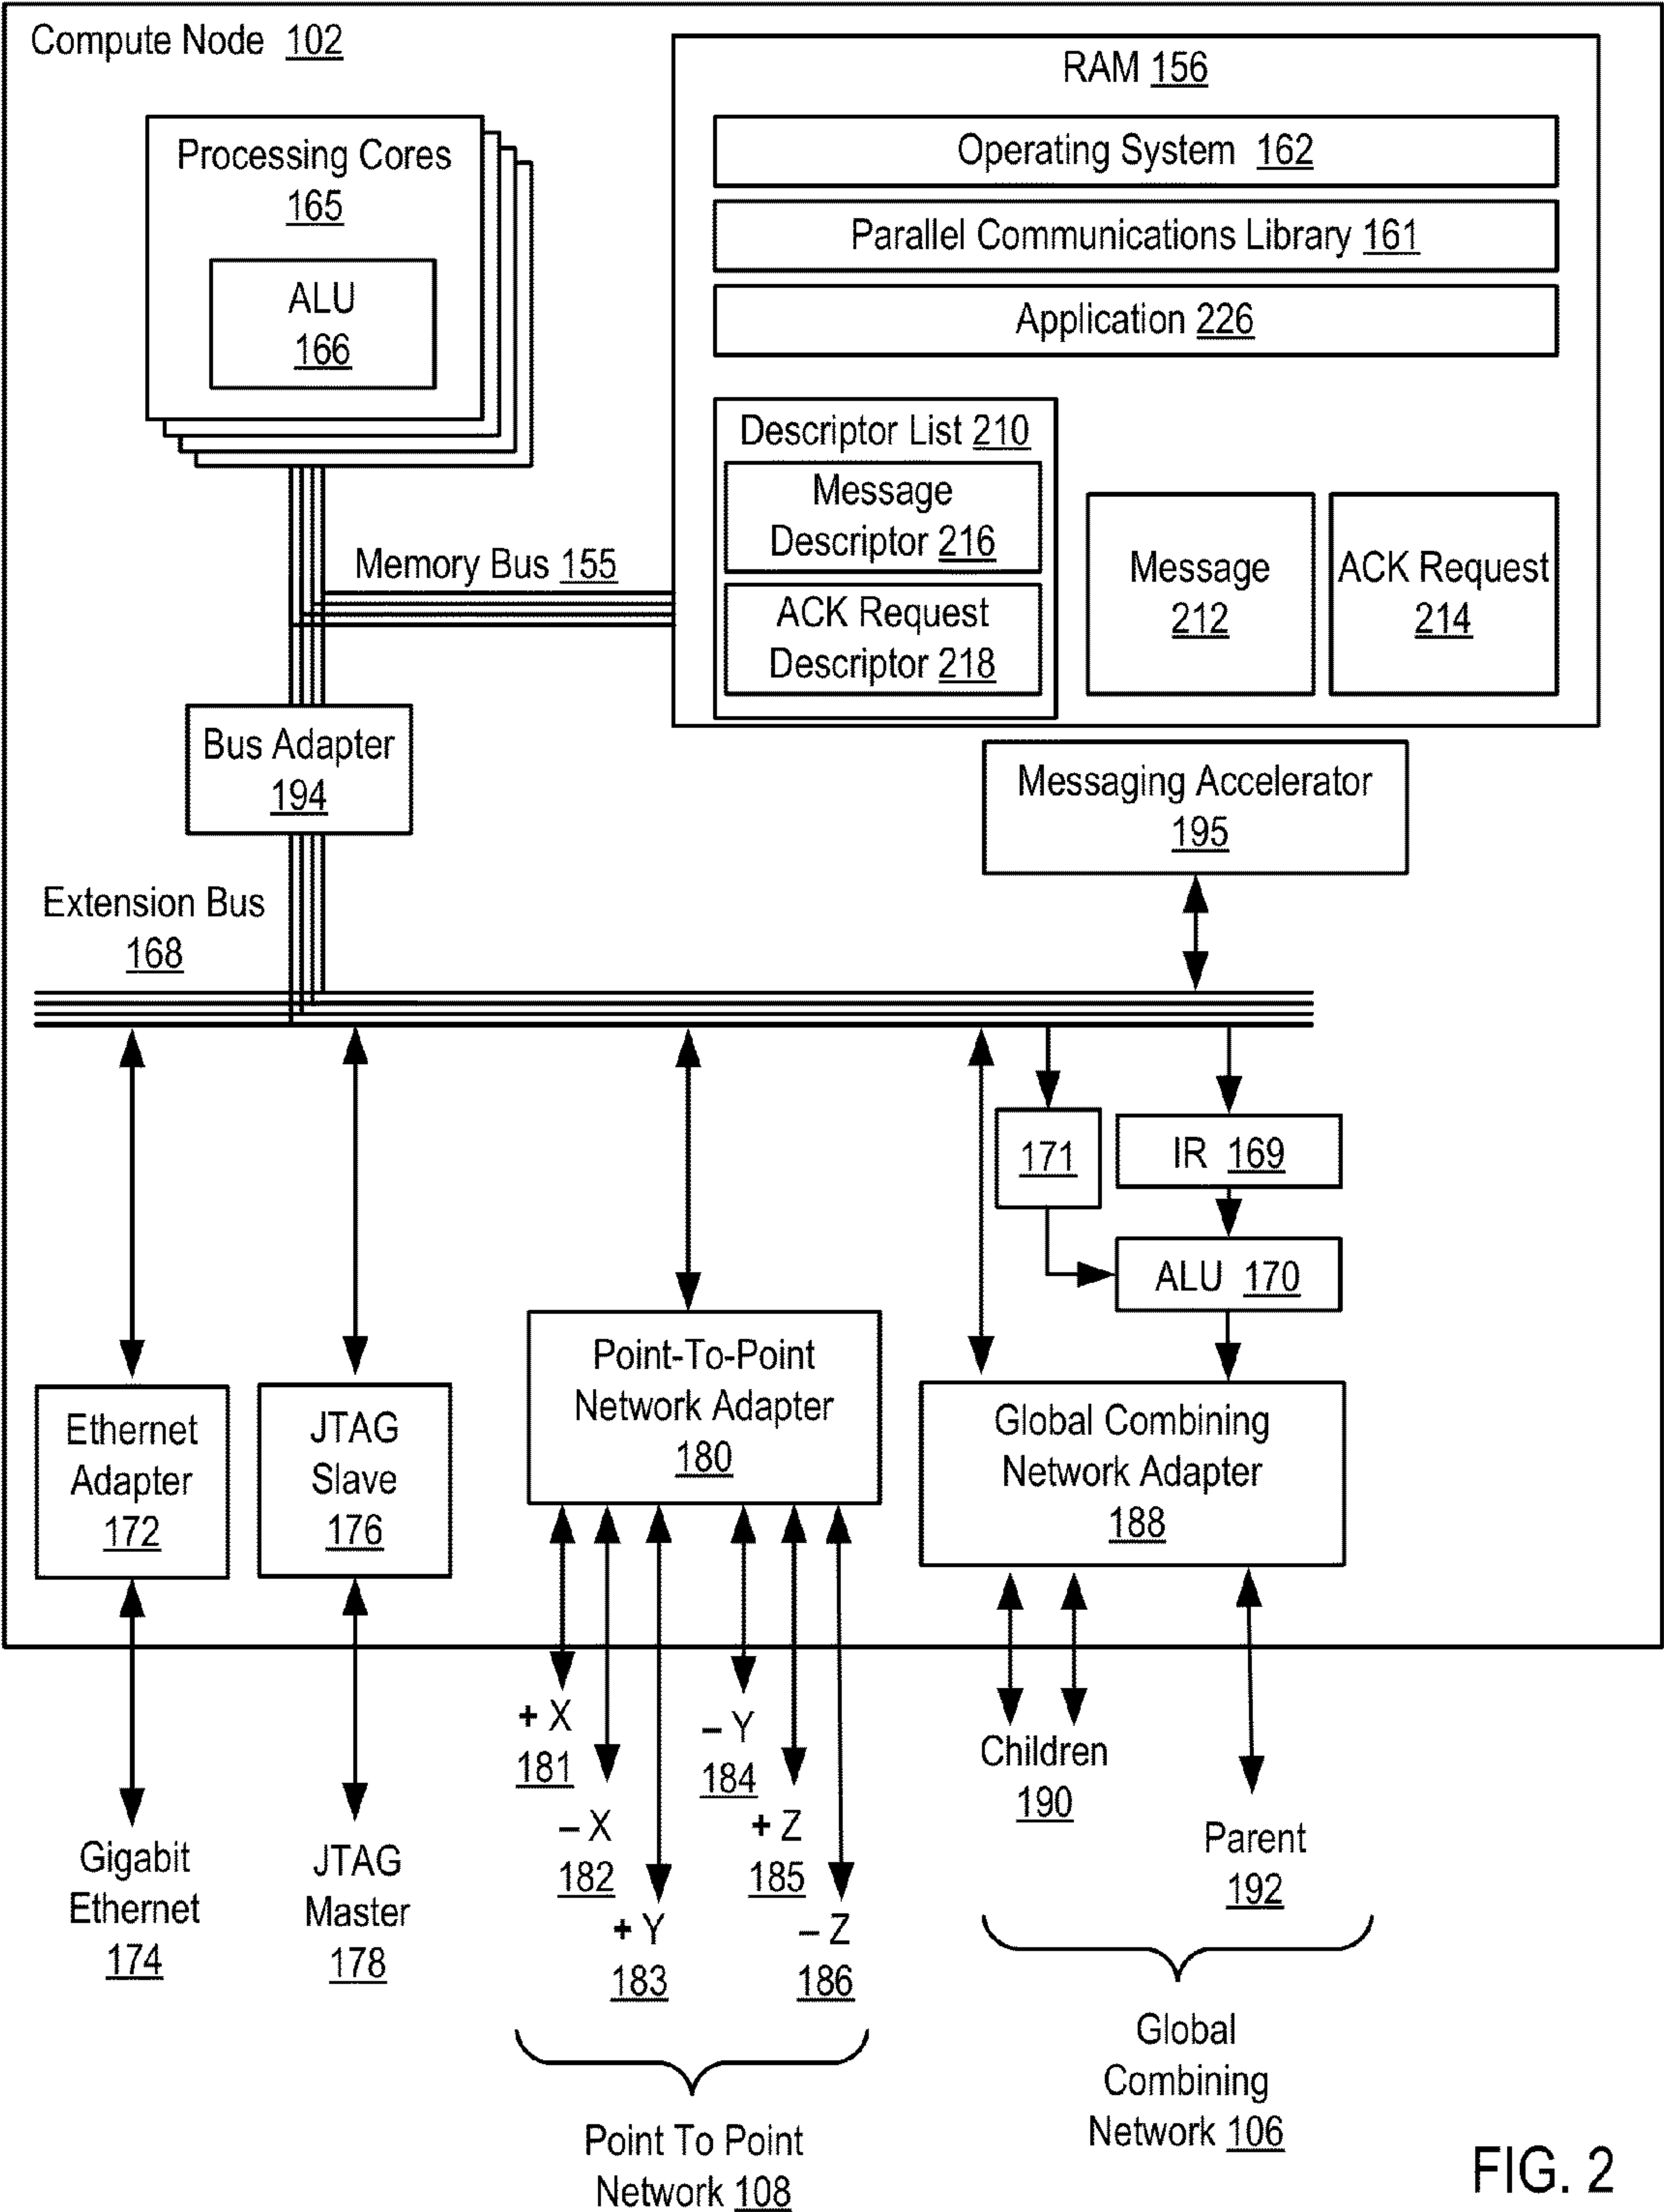 Compute Node 102
RAM 156
Processing Cores
165
ALU
166
Operating System 162
Parallel Communications Library 161
Application 226
Descriptor List 210
Message
Descriptor 216
ACK Request
Descriptor 218
Message
212
ACK Request
214
Memory Bus 155
Bus Adapter
194
Messaging Accelerator
195
Extension Bus
168
171
IR 169
ALU 170
Ethernet
Adapter
172
JTAG
Slave
176
Point-To-Point
Network Adapter
180
Global Combining
Network Adapter
188
+ X
181
– X
182
+ Y
183
– Y
184
+ Z
185
– Z
186
Children
190
Parent
192
Gigabit
Ethernet
174
JTAG
Master
178
Point To Point
Network 108
Global
Combining
Network 106
FIG. 2